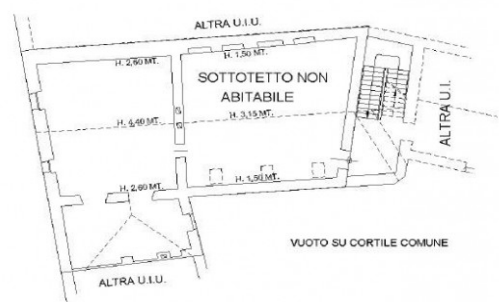 ALTRA U.I.U.
H. 2,60 MT.
H. 1,50 MT.
SOTTOTETTO NON
ABITABILE
H. 4,40 MT.
H. 3,15 MT.
ALTRA U.I.
H. 2,60 MT.
H. 1,50 MT.
VUOTO SU CORTILE COMUNE
ALTRA U.I.U.